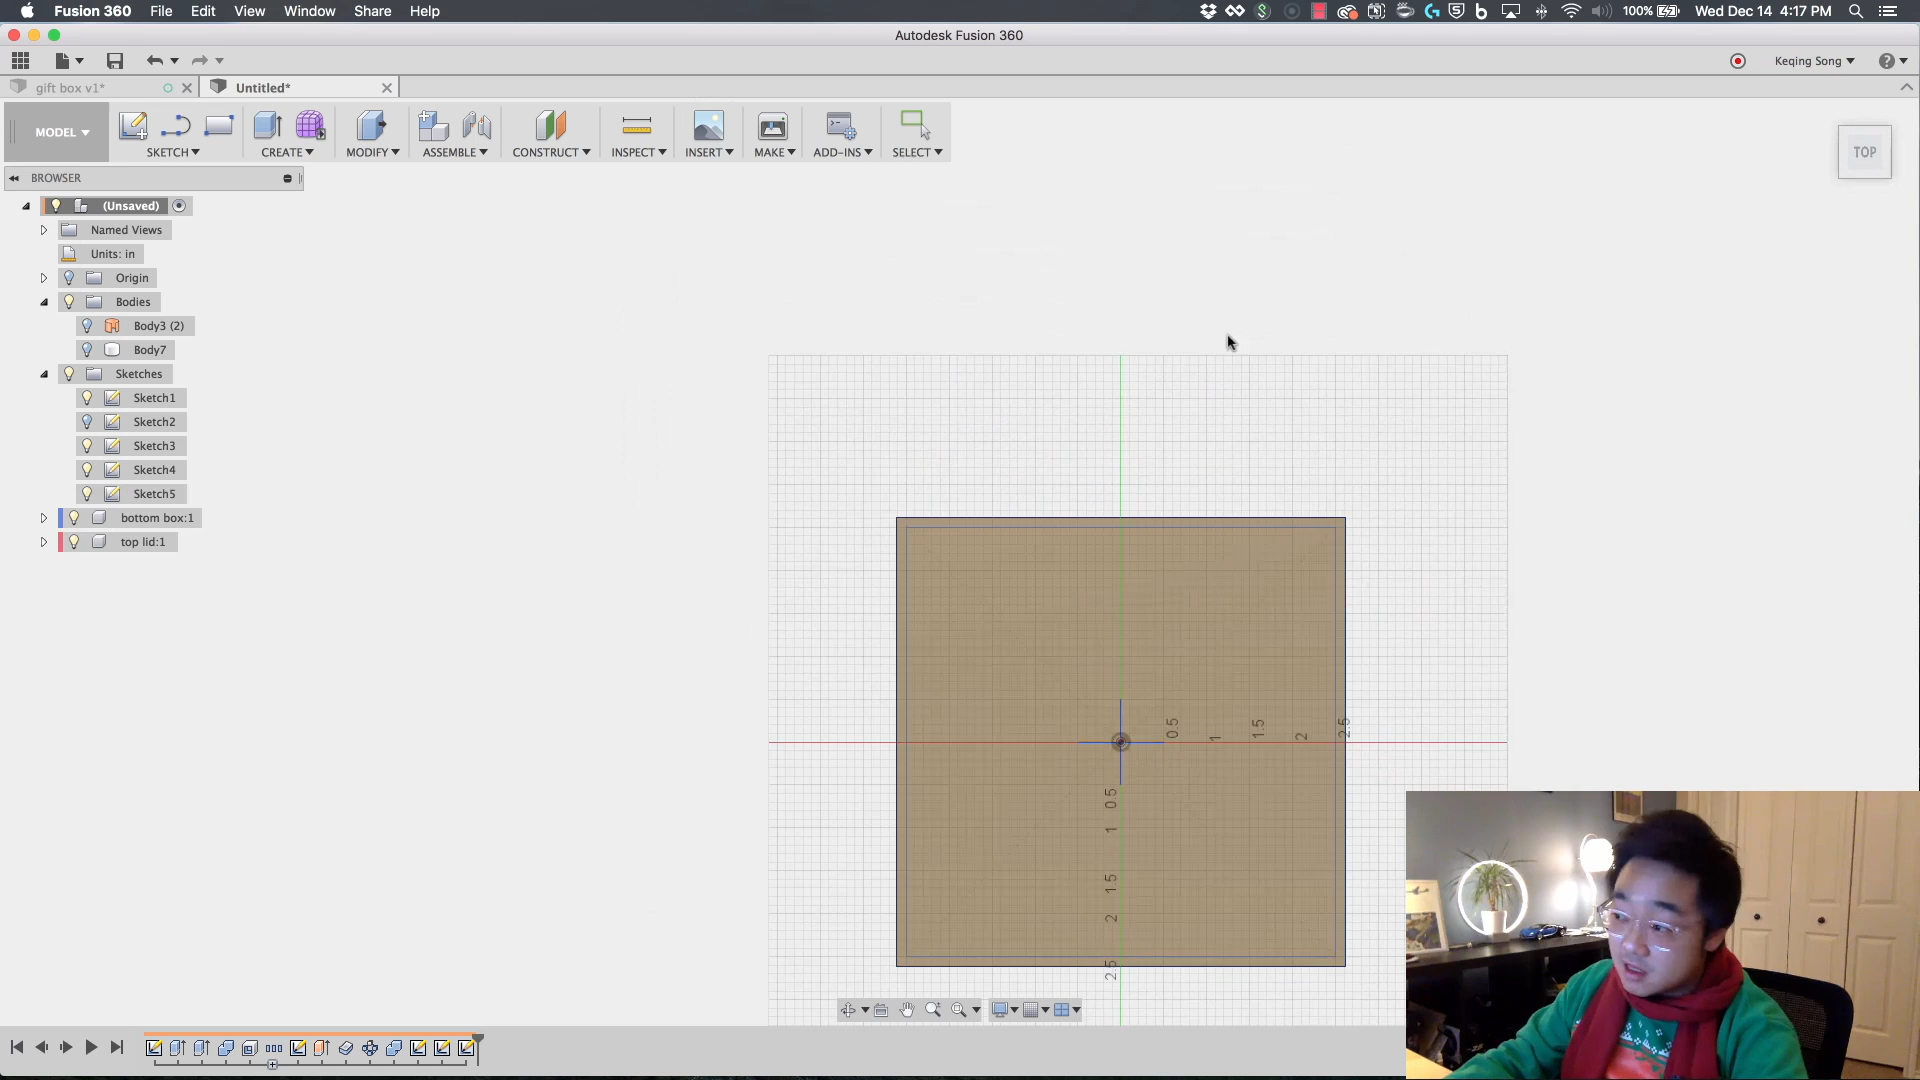 Fusion 360 File Edit View Window Share Help
100% Wed Dec 14 4:17 PM
Autodesk Fusion 360
Keqing Song
gift box v1* Untitled*
MODEL SKETCH CREATE MODIFY ASSEMBLE CONSTRUCT INSPECT INSERT MAKE ADD-INS SELECT
TOP
BROWSER
(Unsaved)
Named Views
Units: in
Origin
Bodies
Body3 (2)
Body7
Sketches
Sketch1
Sketch2
Sketch3
Sketch4
Sketch5
bottom box:1
top lid:1
0.5 1 1.5 2 2.5
0.5
1
1.5
2
2.5